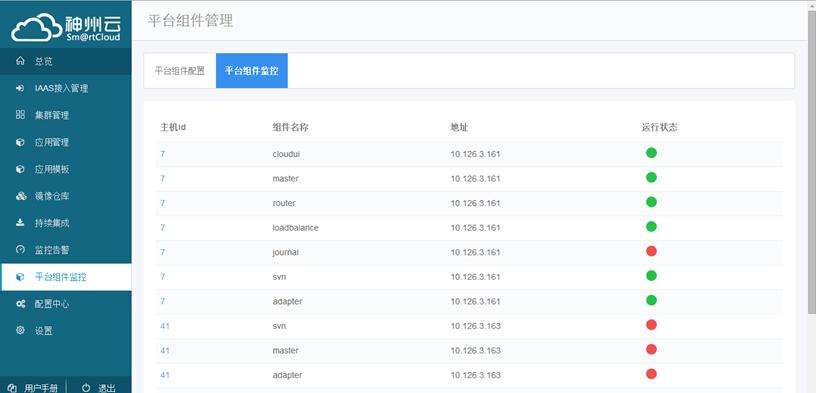 神州云
Sm@rtCloud
总览
IAAS接入管理
集群管理
应用管理
应用模板
镜像仓库
持续集成
监控告警
平台组件监控
配置中心
设置
用户手册 退出
平台组件管理
平台组件配置 平台组件监控
主机id 组件名称 地址 运行状态
7 cloudui 10.126.3.161
7 master 10.126.3.161
7 router 10.126.3.161
7 loadbalance 10.126.3.161
7 journal 10.126.3.161
7 svn 10.126.3.161
7 adapter 10.126.3.161
41 svn 10.126.3.163
41 master 10.126.3.163
41 adapter 10.126.3.163